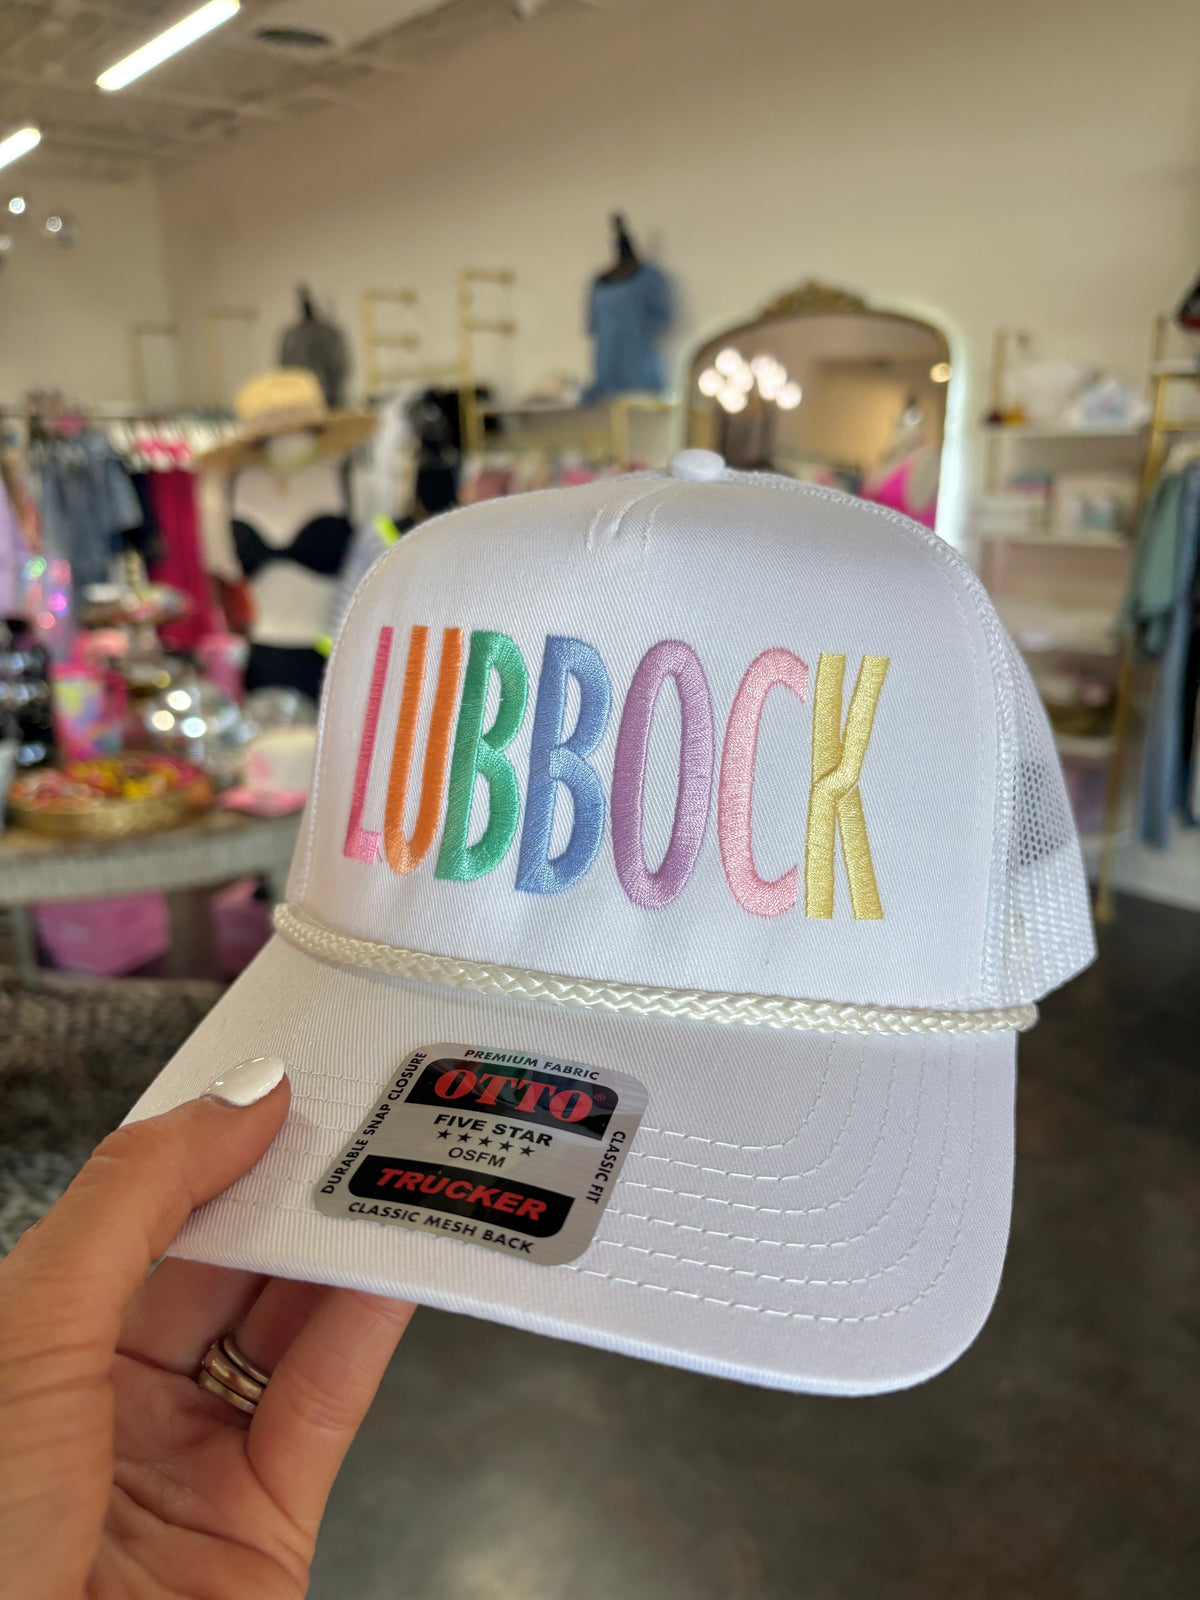 LUBBOCK
PREMIUM FABRIC
OTTO®
FIVE STAR
★★★★★
OSFM
TRUCKER
CLASSIC MESH BACK
DURABLE SNAP CLOSURE
CLASSIC FIT